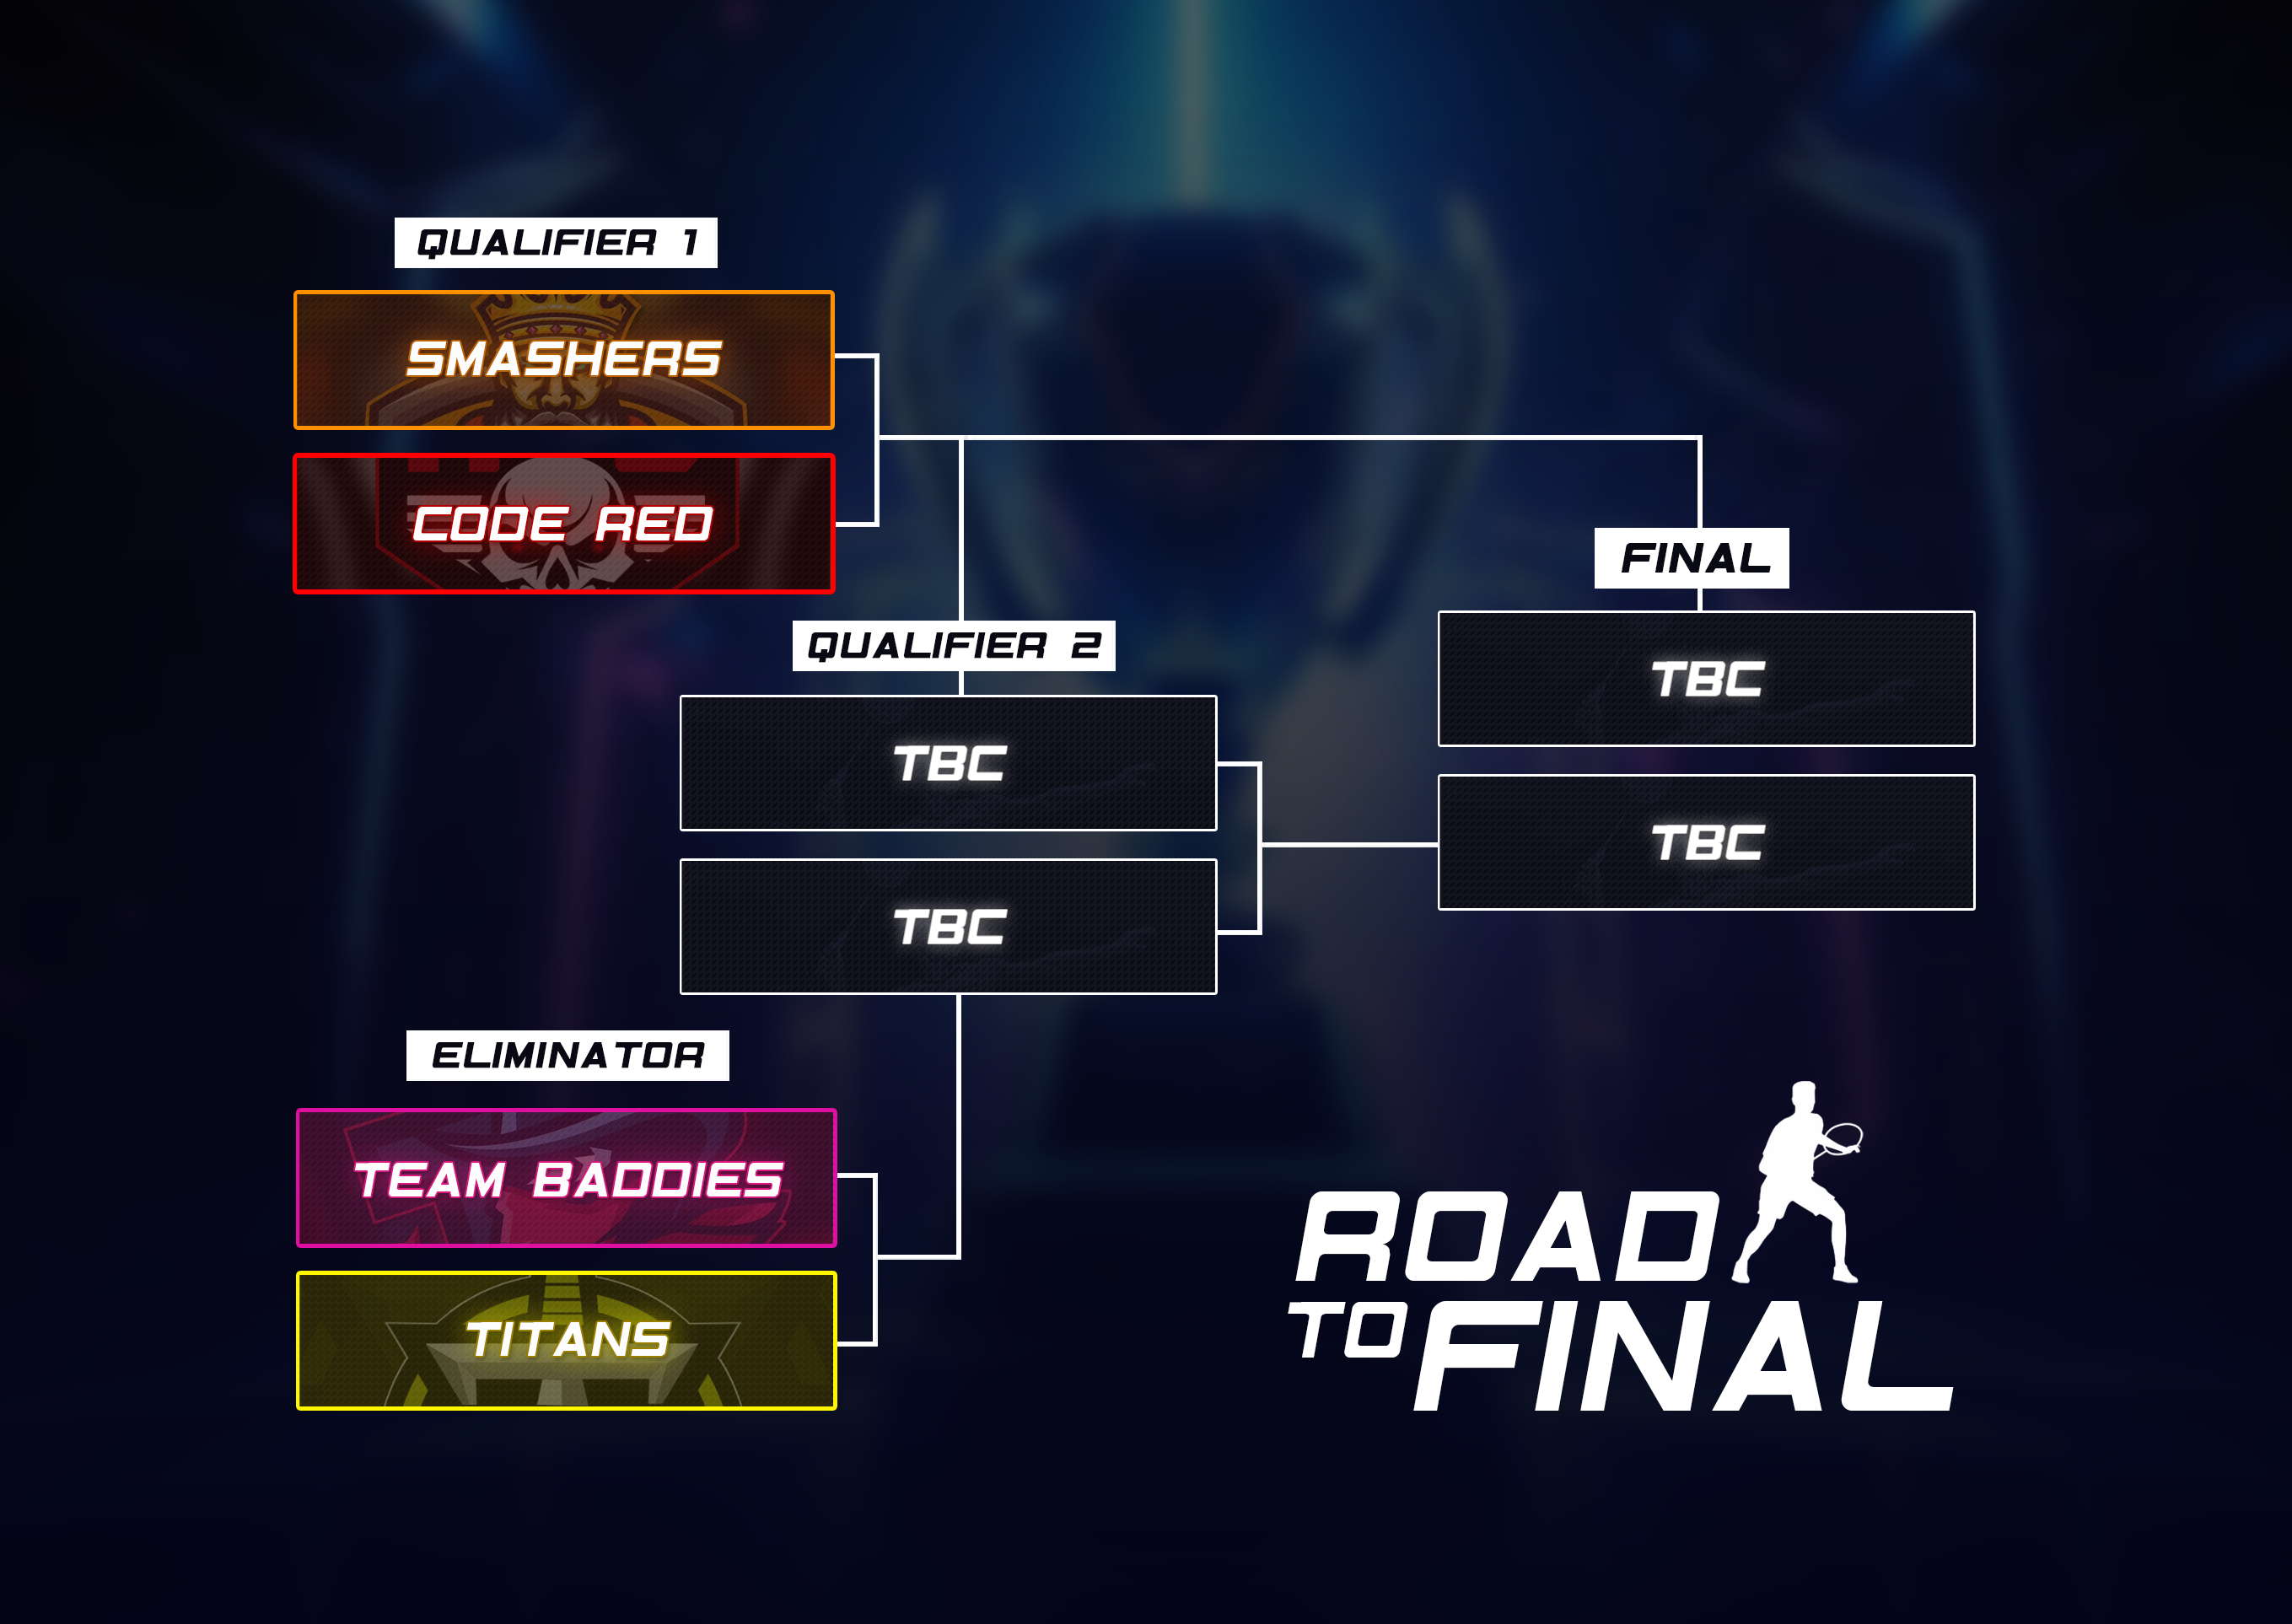 QUALIFIER 1
SMASHERS
CODE RED
QUALIFIER 2
TBC
TBC
FINAL
TBC
TBC
ELIMINATOR
TEAM BADDIES
TITANS
ROAD
TO FINAL